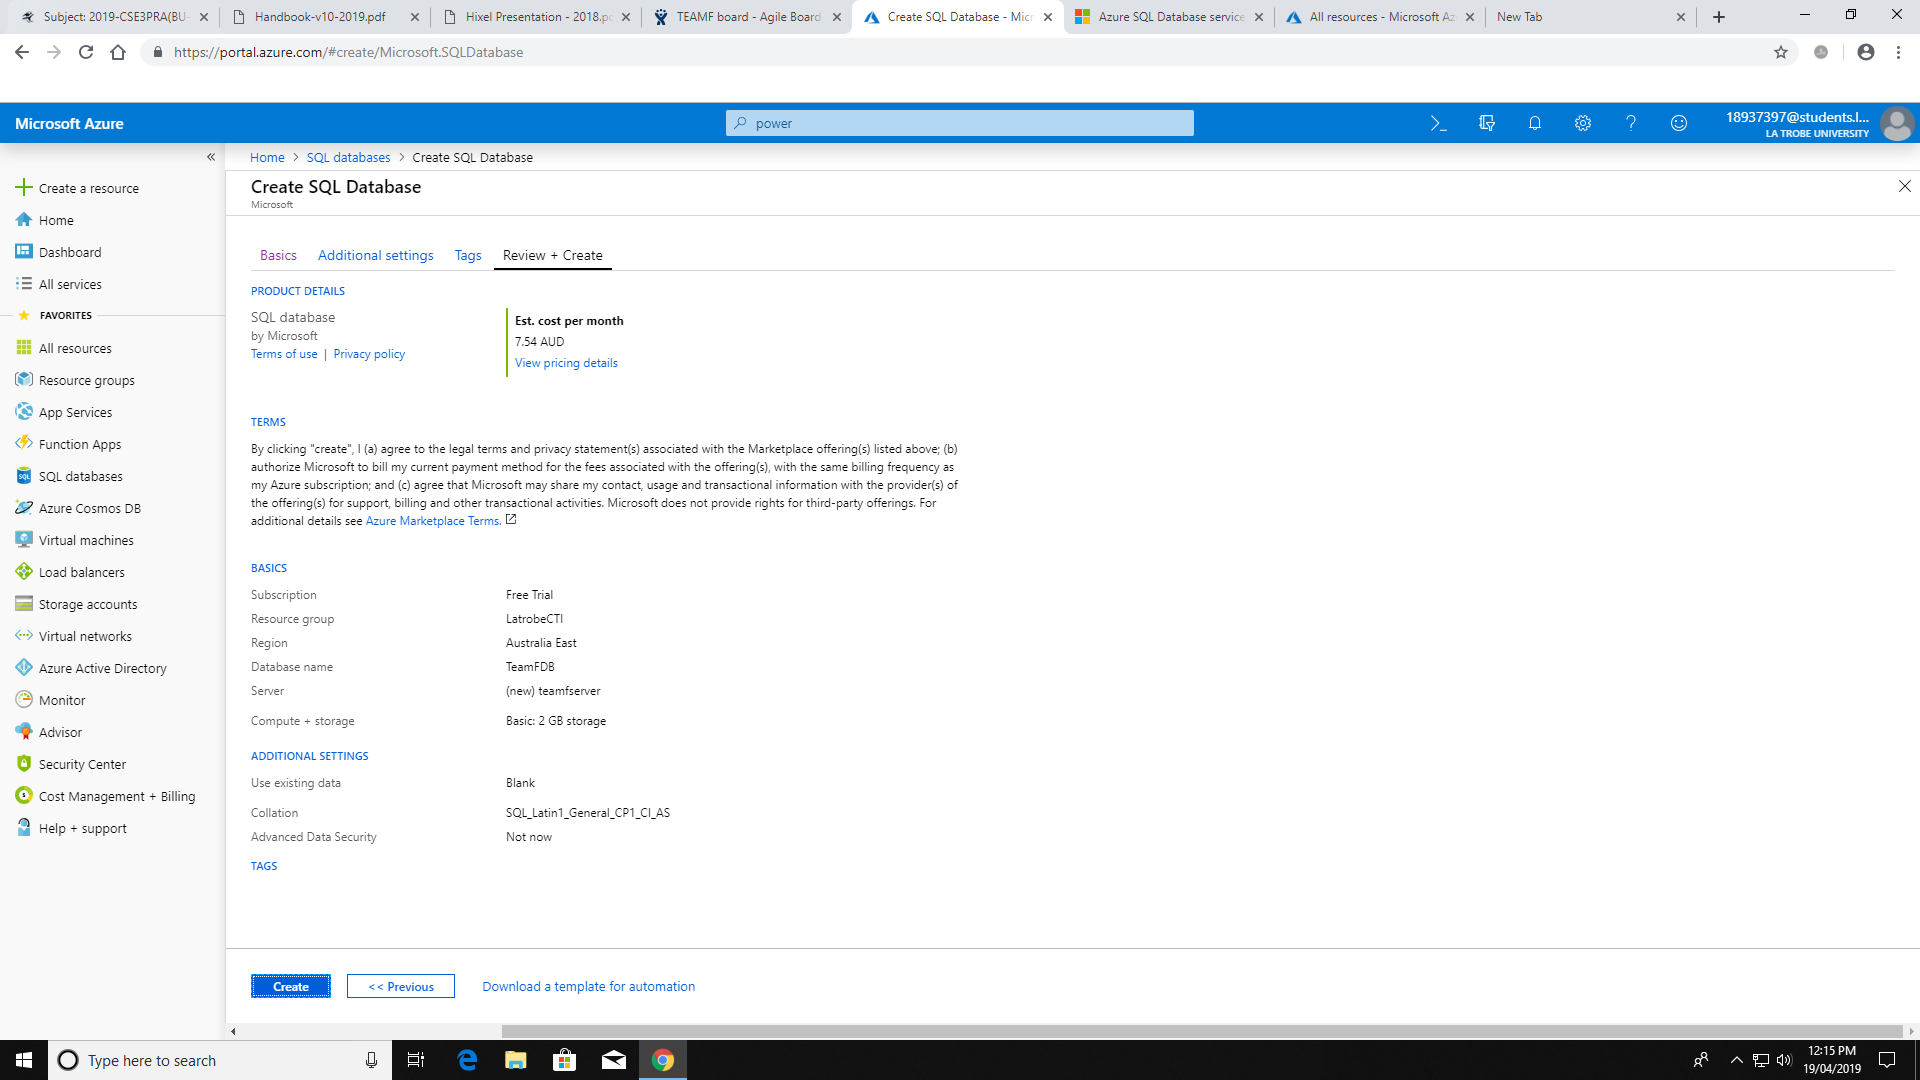 Subject: 2019-CSE3PRA(BU-
Handbook-v10-2019.pdf
Hixel Presentation - 2018.p
TEAMF board - Agile Board
Create SQL Database - Micr
Azure SQL Database service
All resources - Microsoft Az
New Tab
https://portal.azure.com/#create/Microsoft.SQLDatabase
Microsoft Azure
power
18937397@students.l...
LA TROBE UNIVERSITY
Home > SQL databases > Create SQL Database
Create SQL Database
Microsoft
Create a resource
Home
Dashboard
All services
FAVORITES
All resources
Resource groups
App Services
Function Apps
SQL databases
Azure Cosmos DB
Virtual machines
Load balancers
Storage accounts
Virtual networks
Azure Active Directory
Monitor
Advisor
Security Center
Cost Management + Billing
Help + support
Basics Additional settings Tags Review + Create
PRODUCT DETAILS
SQL database
by Microsoft
Terms of use | Privacy policy
Est. cost per month
7.54 AUD
View pricing details
TERMS
By clicking "create", I (a) agree to the legal terms and privacy statement(s) associated with the Marketplace offering(s) listed above; (b)
authorize Microsoft to bill my current payment method for the fees associated with the offering(s), with the same billing frequency as
my Azure subscription; and (c) agree that Microsoft may share my contact, usage and transactional information with the provider(s) of
the offering(s) for support, billing and other transactional activities. Microsoft does not provide rights for third-party offerings. For
additional details see Azure Marketplace Terms.
BASICS
Subscription Free Trial
Resource group LatrobeCTI
Region Australia East
Database name TeamFDB
Server (new) teamfserver
Compute + storage Basic: 2 GB storage
ADDITIONAL SETTINGS
Use existing data Blank
Collation SQL_Latin1_General_CP1_CI_AS
Advanced Data Security Not now
TAGS
Create << Previous Download a template for automation
Type here to search
12:15 PM
19/04/2019